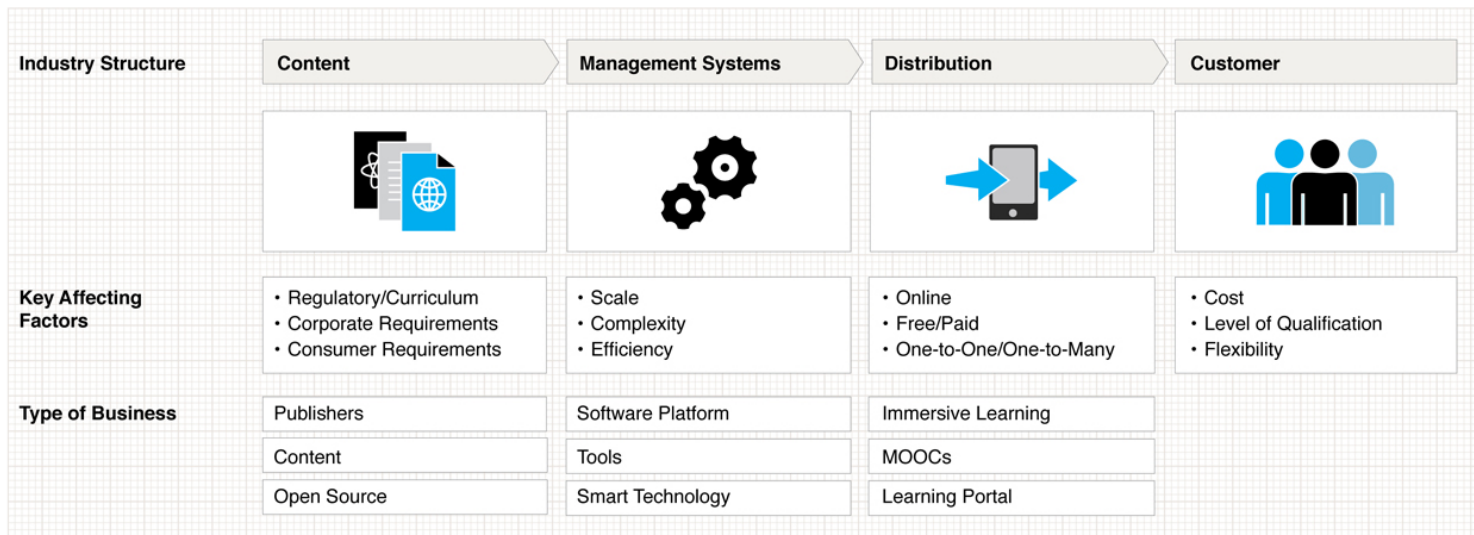 Industry Structure
Content
Management Systems
Distribution
Customer
Key Affecting
Factors
• Regulatory/Curriculum
• Corporate Requirements
• Consumer Requirements
• Scale
• Complexity
• Efficiency
• Online
• Free/Paid
• One-to-One/One-to-Many
• Cost
• Level of Qualification
• Flexibility
Type of Business
Publishers
Content
Open Source
Software Platform
Tools
Smart Technology
Immersive Learning
MOOCs
Learning Portal